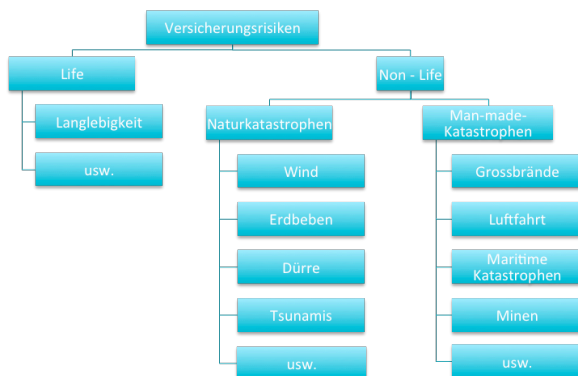 Versicherungsrisiken
Life
Non - Life
Langlebigkeit
usw.
Naturkatastrophen
Wind
Erdbeben
Dürre
Tsunamis
usw.
Man-made-
Katastrophen
Grossbrände
Luftfahrt
Maritime
Katastrophen
Minen
usw.